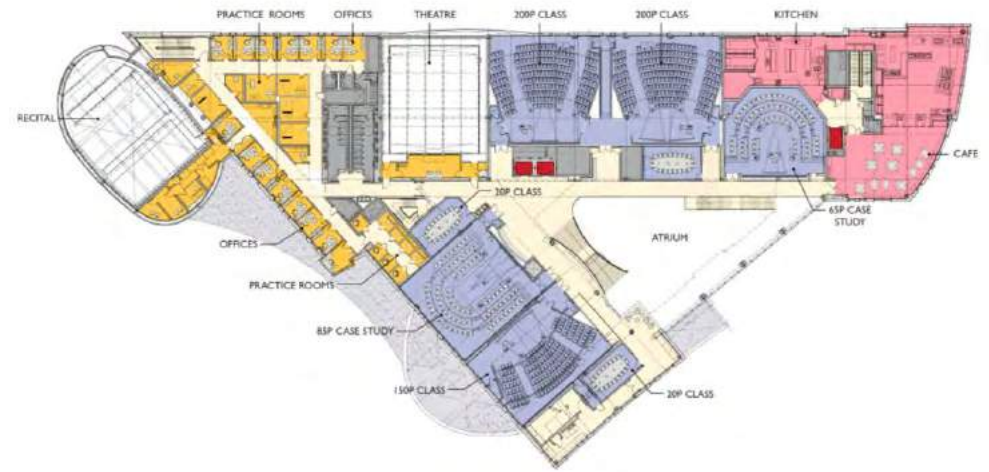 PRACTICE ROOMS
OFFICES
THEATRE
200P CLASS
200P CLASS
KITCHEN
RECITAL
CAFE
20P CLASS
65P CASE
STUDY
OFFICES
ATRIUM
PRACTICE ROOMS
85P CASE STUDY
150P CLASS
20P CLASS